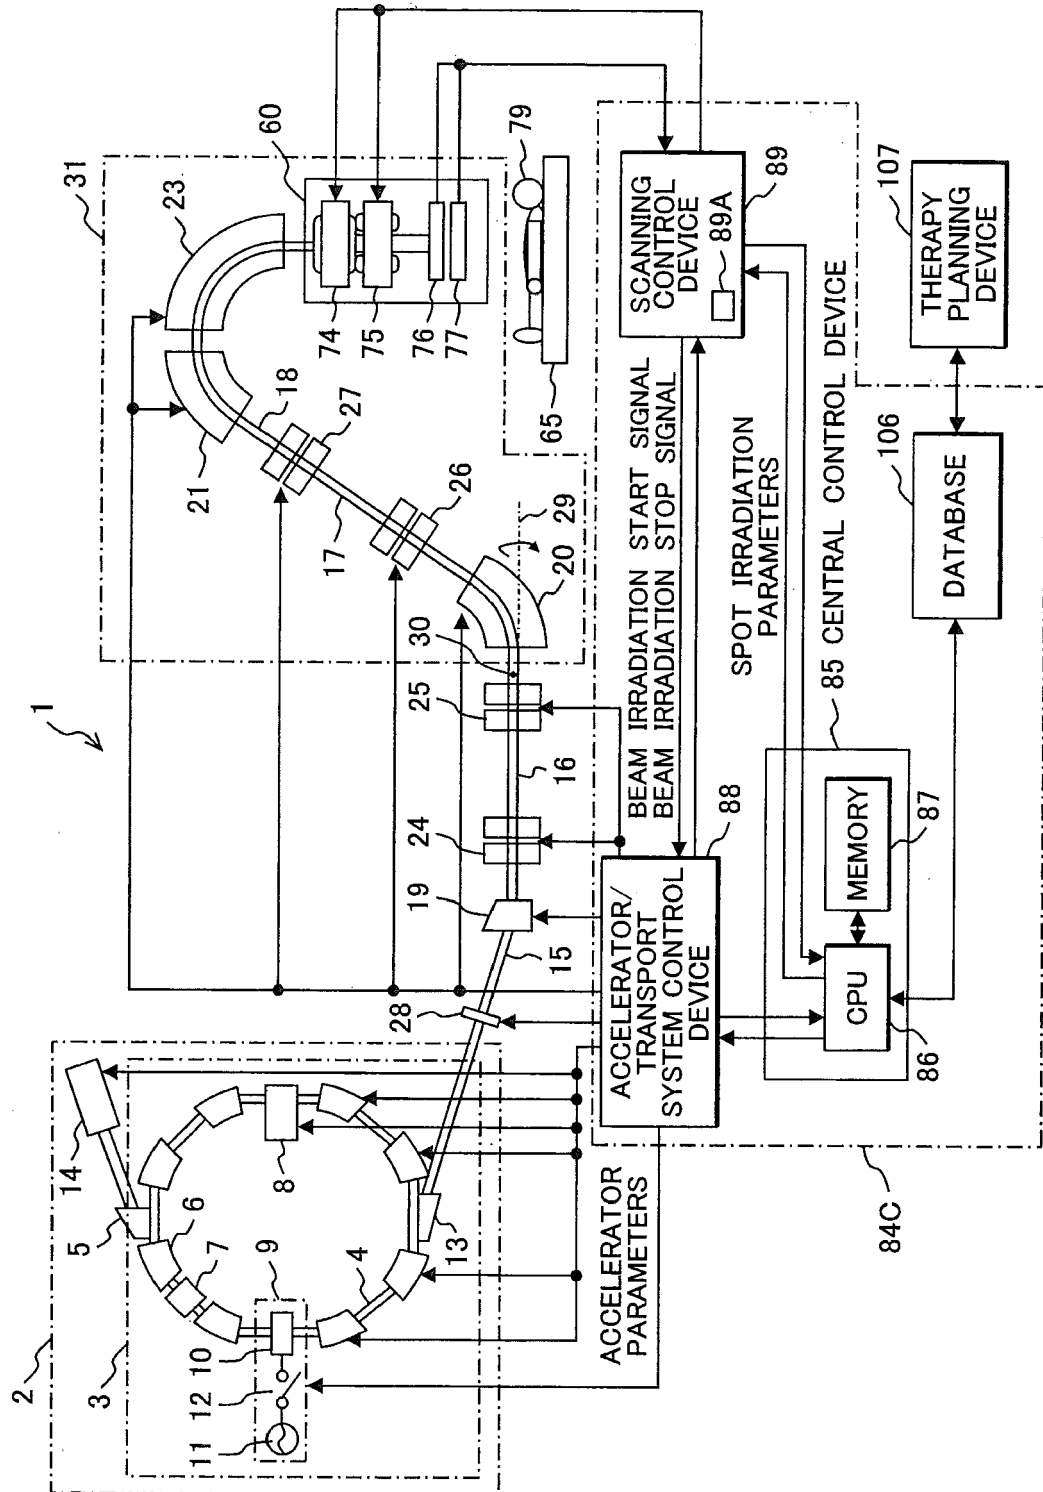 1
31
23
60
21
18
27
17
26
74
75
76
77
79
65
29
20
30
25
16
24
19
15
28
2
3
14
5
6
7
8
9
4
13
10
12
11
BEAM IRRADIATION START SIGNAL
BEAM IRRADIATION STOP SIGNAL
SCANNING
CONTROL
DEVICE
89A
89
SPOT IRRADIATION
PARAMETERS
85 CENTRAL CONTROL DEVICE
THERAPY
PLANNING
DEVICE
107
DATABASE
106
88
ACCELERATOR/
TRANSPORT
SYSTEM CONTROL
DEVICE
MEMORY
87
CPU
86
ACCELERATOR
PARAMETERS
84C